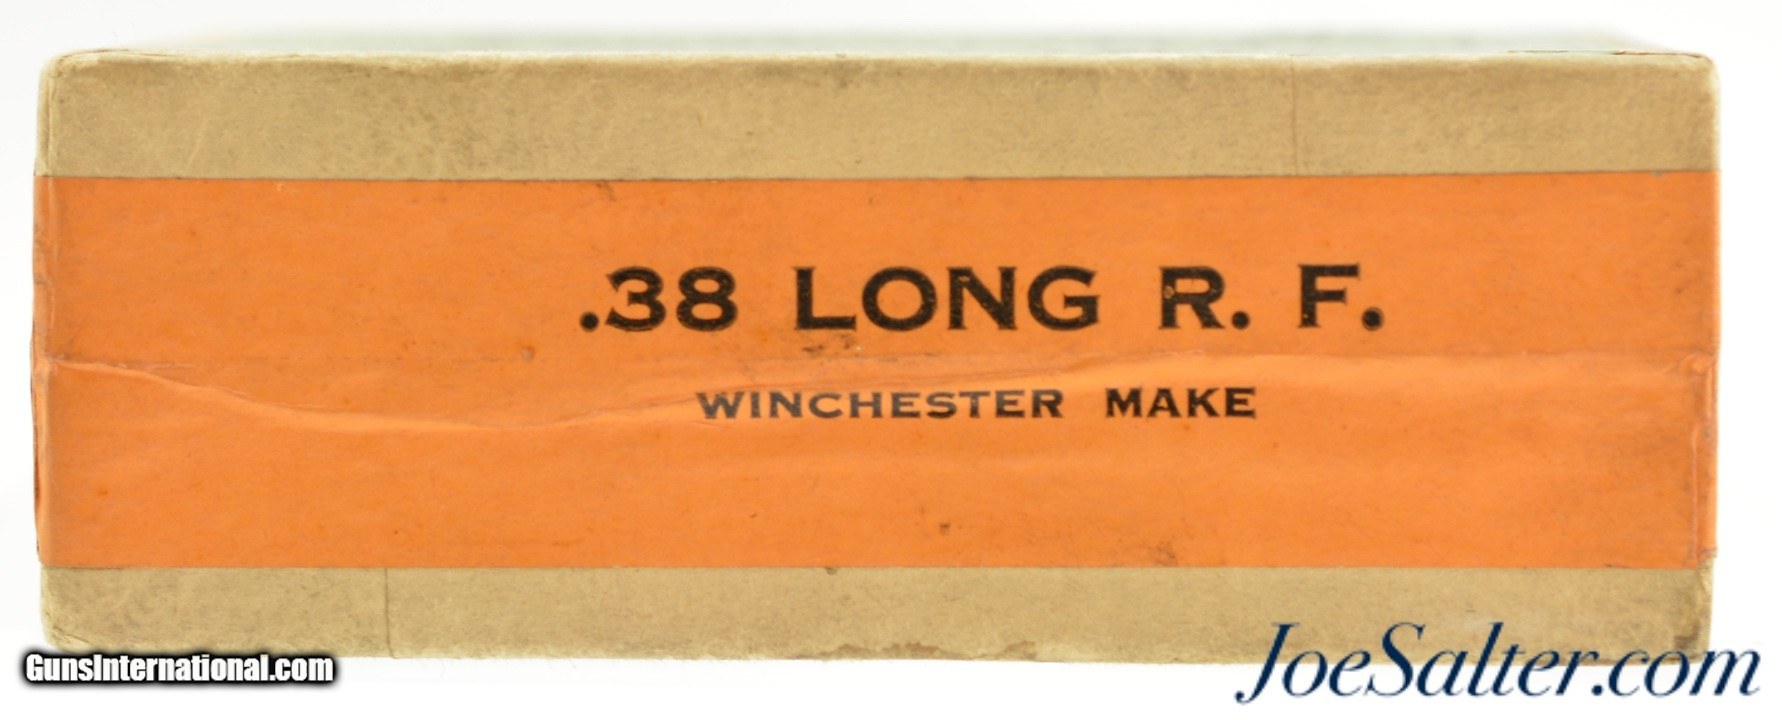 .38 LONG R. F.
WINCHESTER MAKE
GunsInternational.com
JoeSalter.com